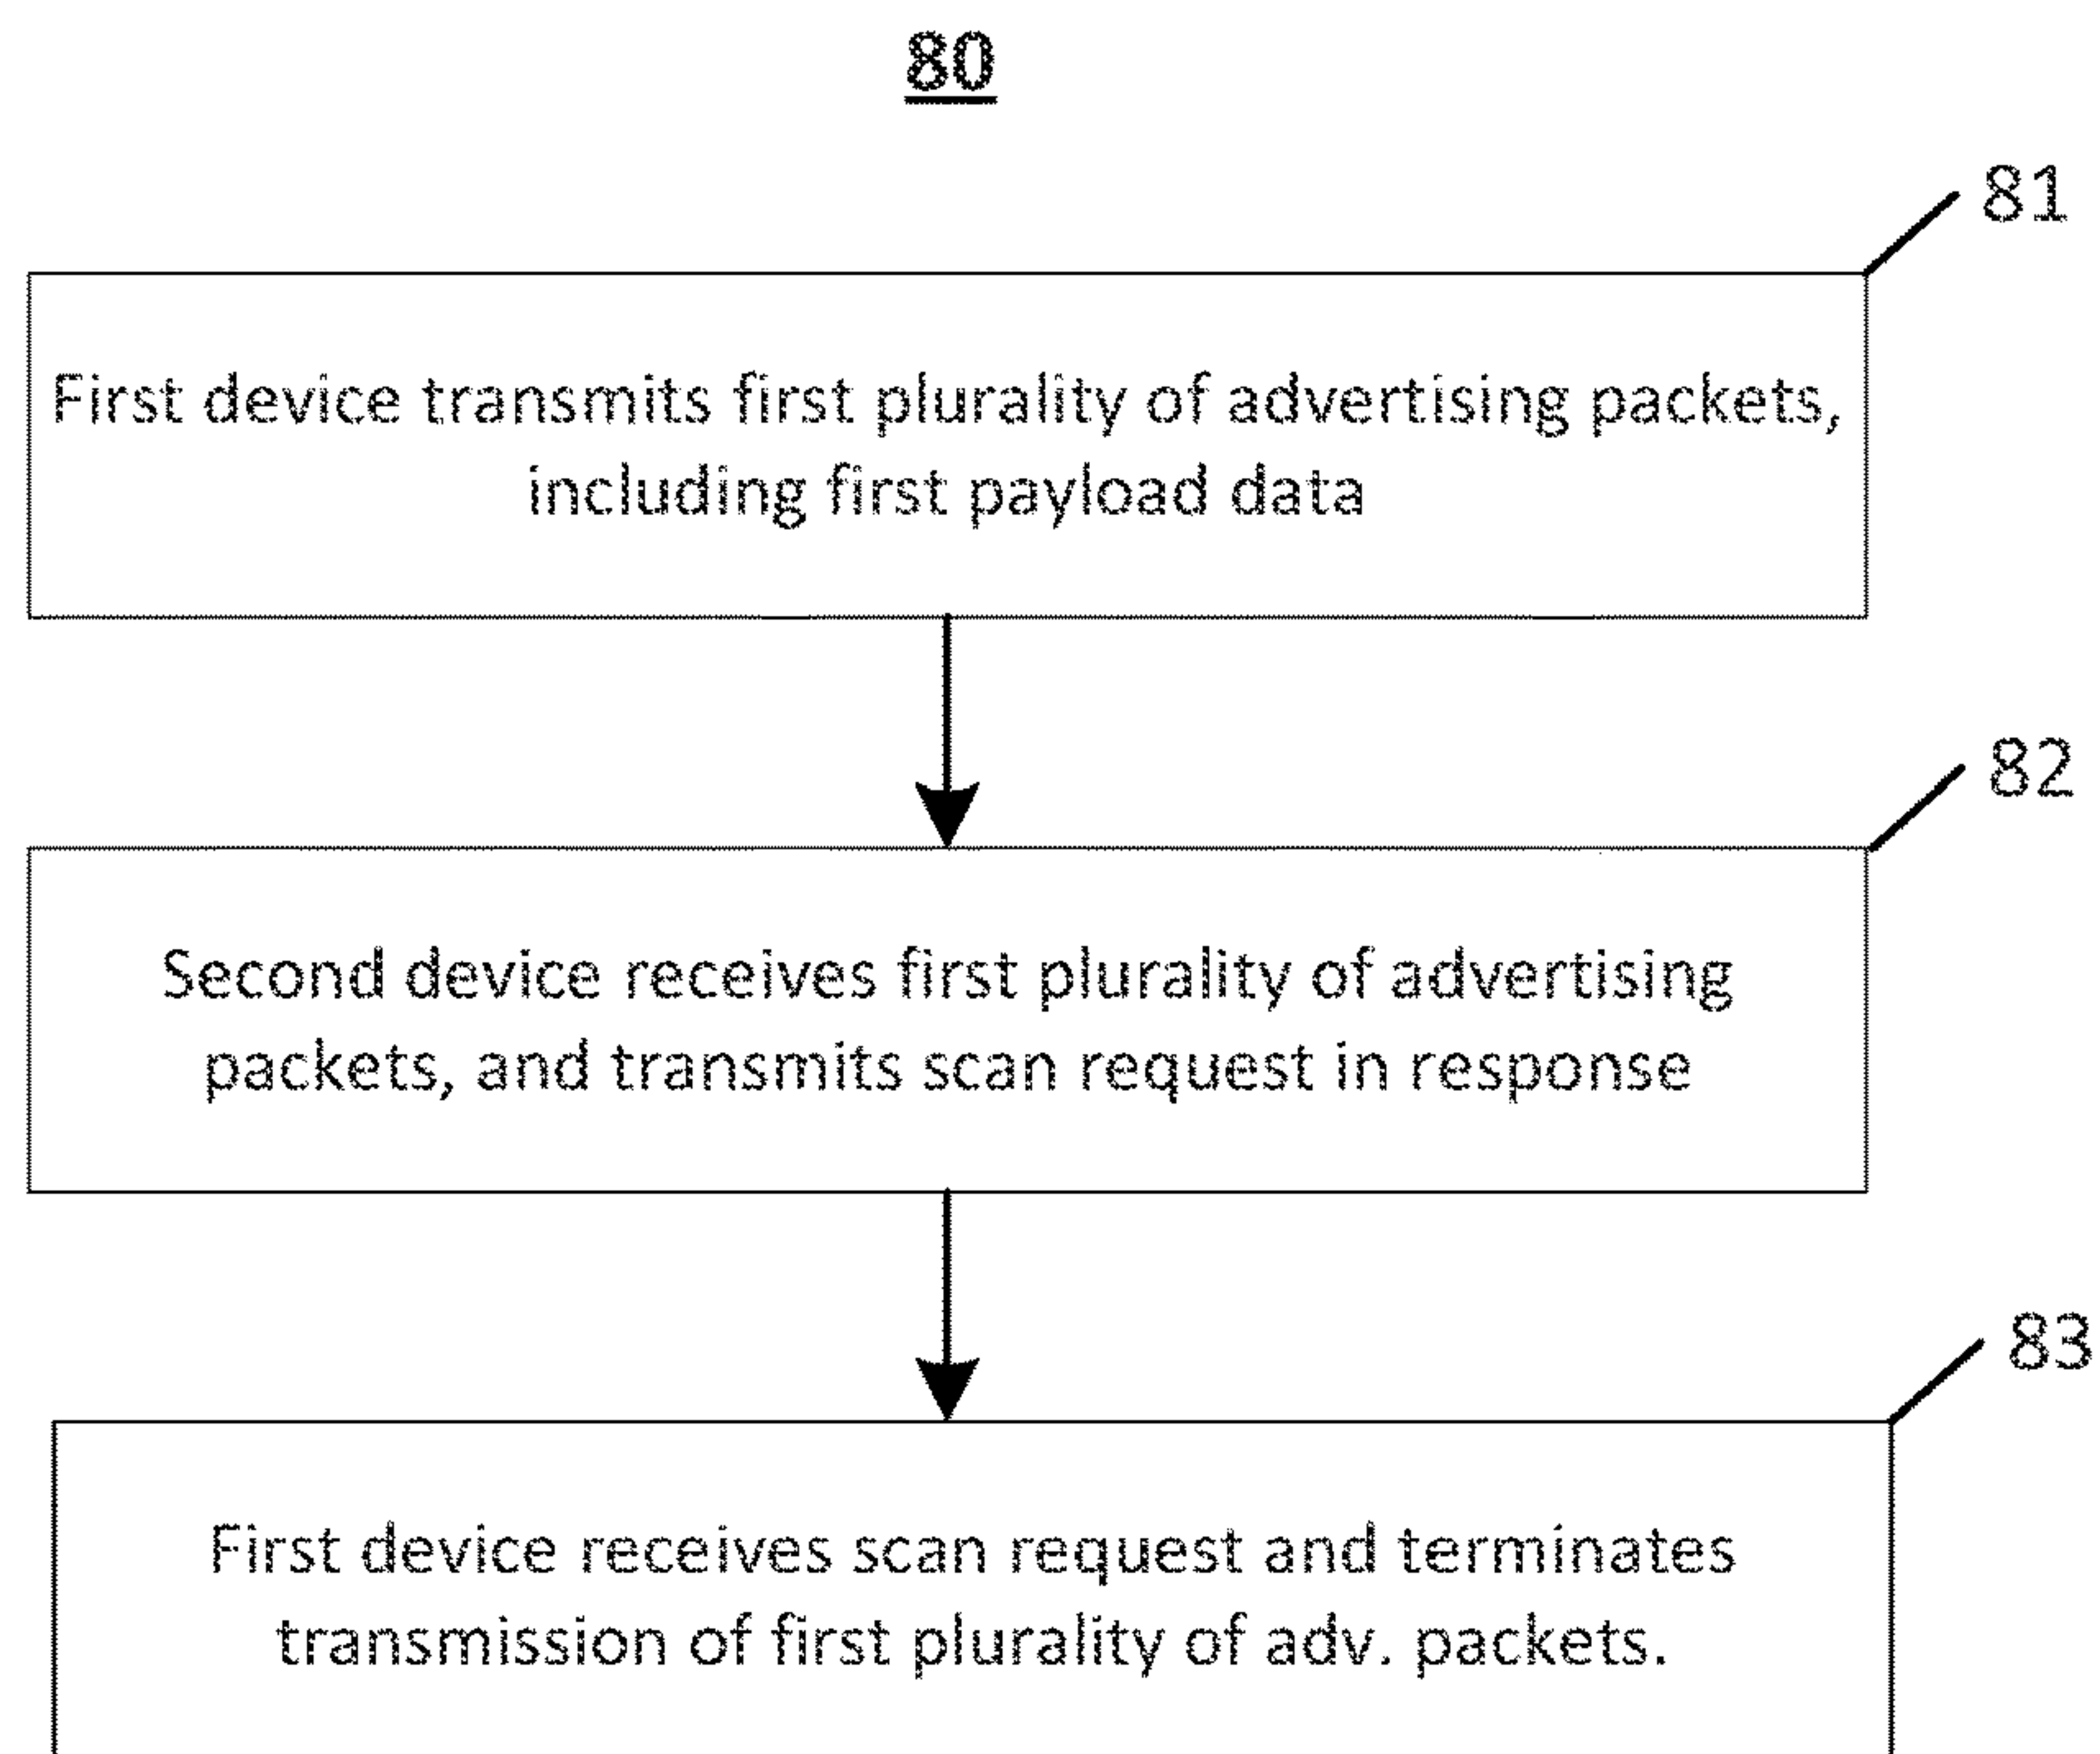 80
81
First device transmits first plurality of advertising packets,
including first payload data
82
Second device receives first plurality of advertising
packets, and transmits scan request in response
83
First device receives scan request and terminates
transmission of first plurality of adv. packets.